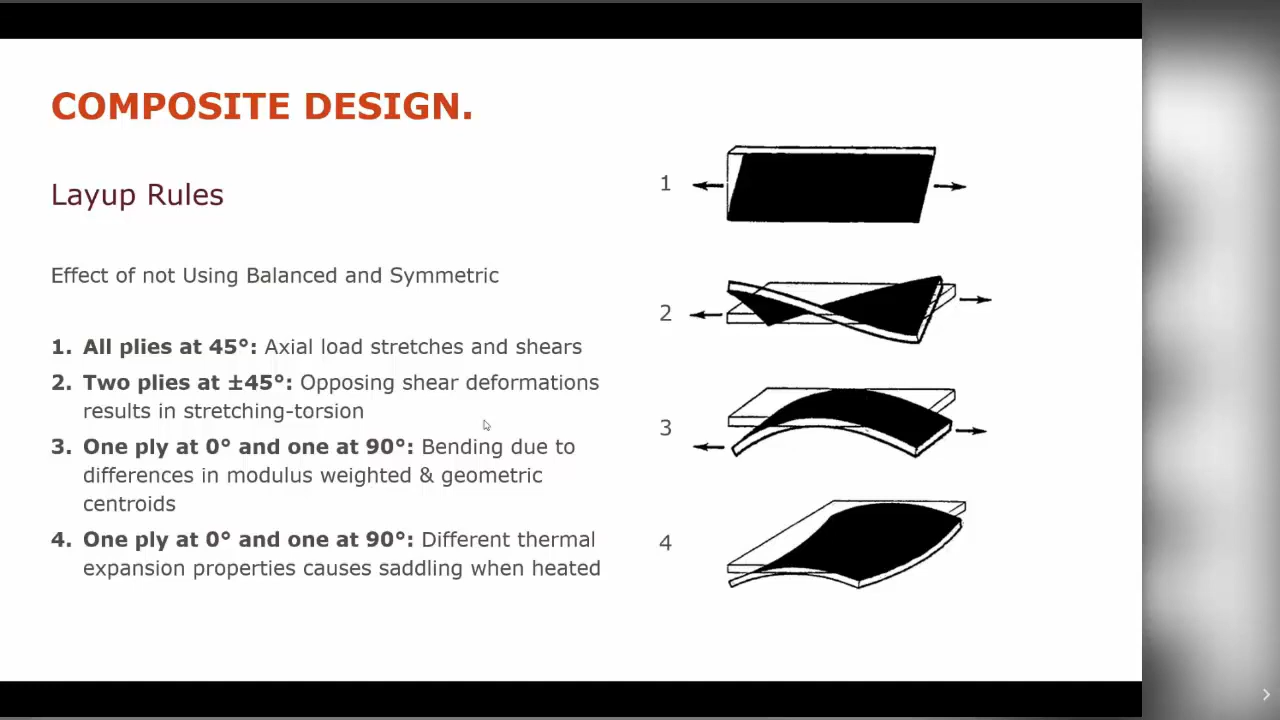 COMPOSITE DESIGN.
Layup Rules
Effect of not Using Balanced and Symmetric
1. All plies at 45°: Axial load stretches and shears
2. Two plies at ±45°: Opposing shear deformations
results in stretching-torsion
3. One ply at 0° and one at 90°: Bending due to
differences in modulus weighted & geometric
centroids
4. One ply at 0° and one at 90°: Different thermal
expansion properties causes saddling when heated
1
2
3
4